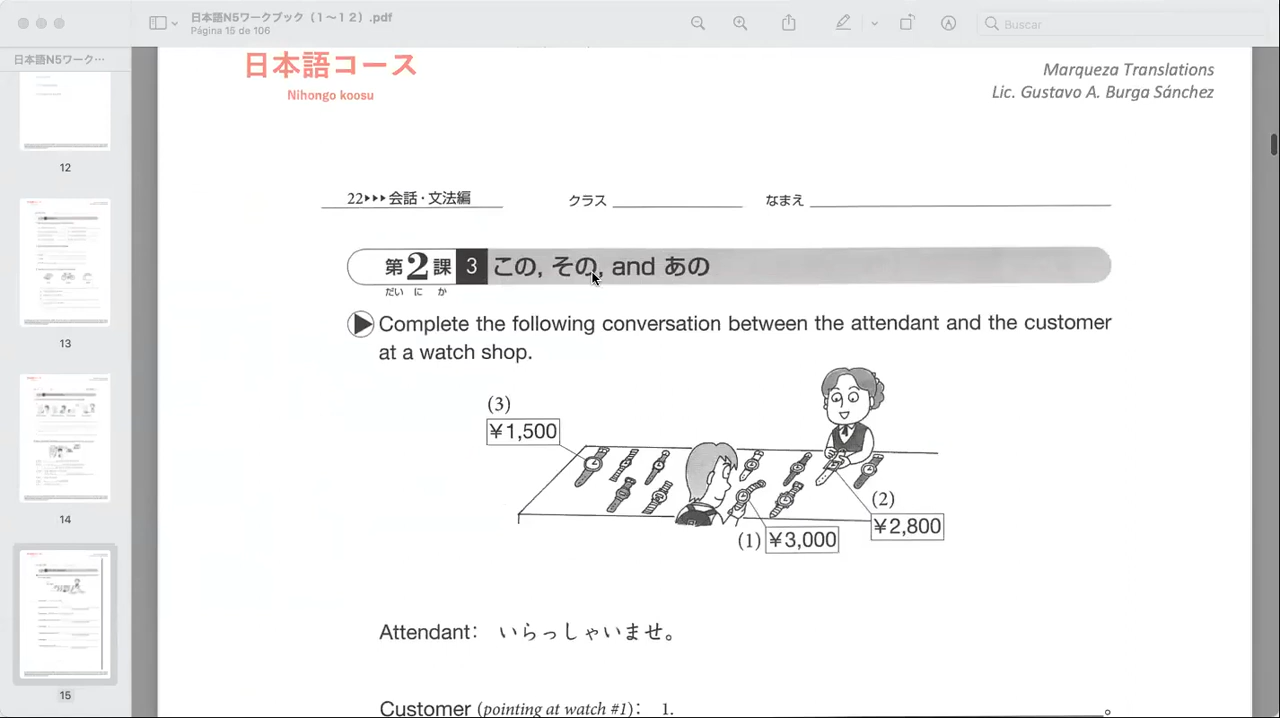 日本語N5ワークブック（1〜12）.pdf
Página 15 de 106
Buscar
日本語N5ワーク…
12
13
14
15
日本語コース
Nihongo koosu
Marqueza Translations
Lic. Gustavo A. Burga Sánchez
22▸▸▸会話・文法編 クラス なまえ
第2課 3 この, その, and あの
だい に か
Complete the following conversation between the attendant and the customer
at a watch shop.
(3)
¥1,500
(2)
¥2,800
(1) ¥3,000
Attendant： いらっしゃいませ。
Customer (pointing at watch #1)： 1. 。